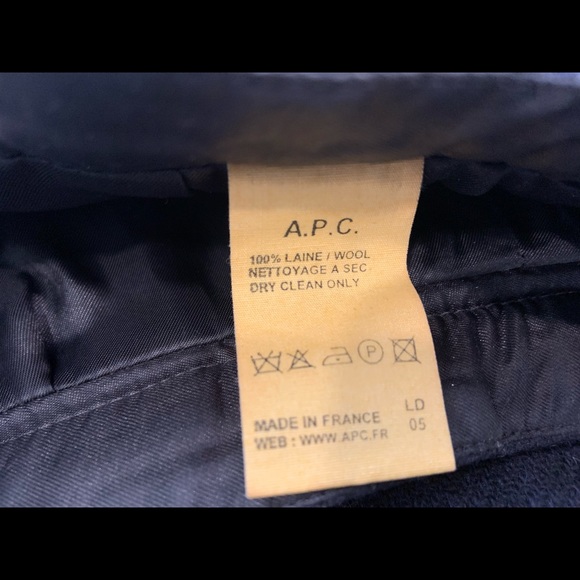 A.P.C.
100% LAINE / WOOL
NETTOYAGE A SEC
DRY CLEAN ONLY
P
MADE IN FRANCE LD
WEB : WWW.APC.FR 05